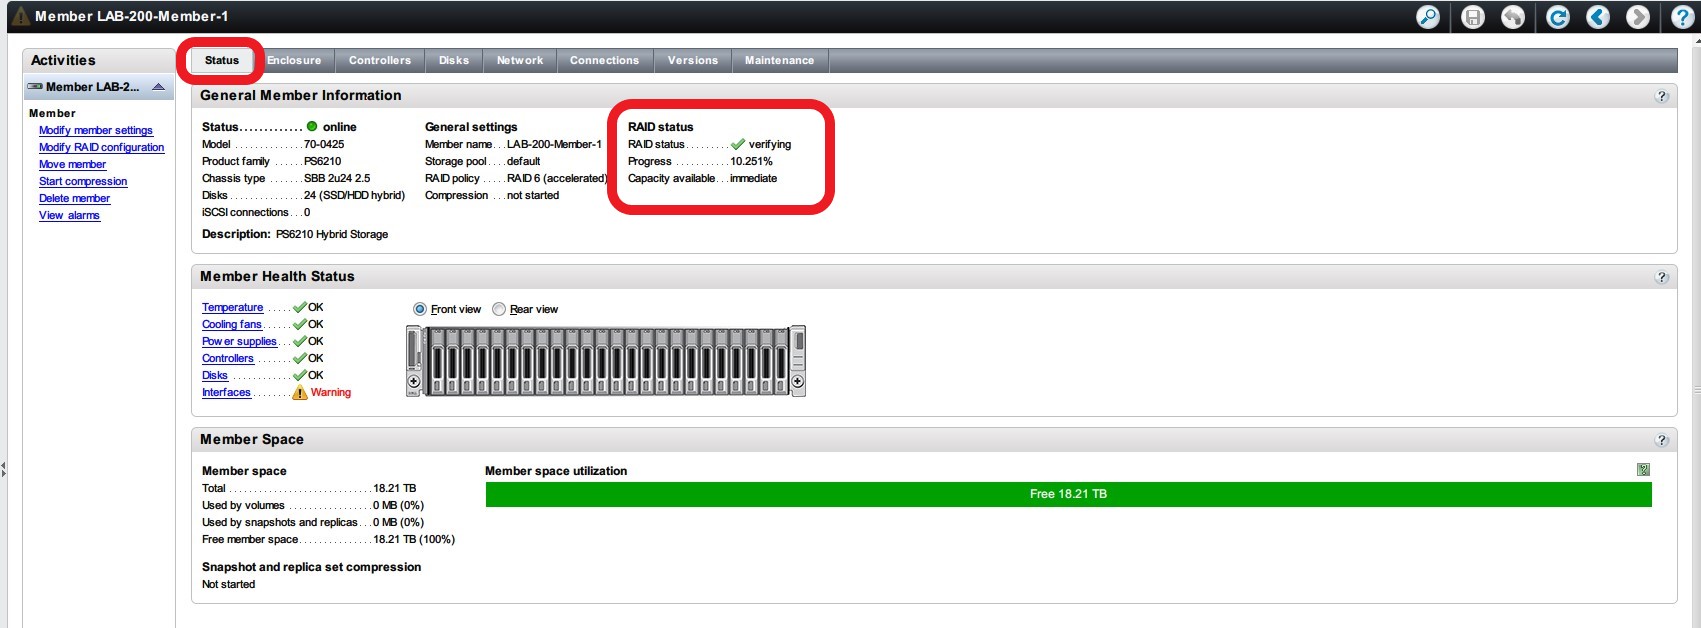 Member LAB-200-Member-1
Activities
Member LAB-2...
Member
Modify member settings
Modify RAID configuration
Move member
Start compression
Delete member
View alarms
Status Enclosure Controllers Disks Network Connections Versions Maintenance
General Member Information
Status............. online
Model ............. 70-0425
Product family ...... PS6210
Chassis type ....... SBB 2u24 2.5
Disks .............. 24 (SSD/HDD hybrid)
iSCSI connections... 0
Description: PS6210 Hybrid Storage
General settings
Member name... LAB-200-Member-1
Storage pool.... default
RAID policy ..... RAID 6 (accelerated)
Compression ... not started
RAID status
RAID status......... verifying
Progress ........... 10.251%
Capacity available... immediate
Member Health Status
Temperature ..... OK
Cooling fans...... OK
Power supplies... OK
Controllers ....... OK
Disks ............ OK
Interfaces ........ Warning
Front view Rear view
Member Space
Member space
Total ............................ 18.21 TB
Used by volumes ................ 0 MB (0%)
Used by snapshots and replicas... 0 MB (0%)
Free member space.............. 18.21 TB (100%)
Snapshot and replica set compression
Not started
Member space utilization
Free 18.21 TB